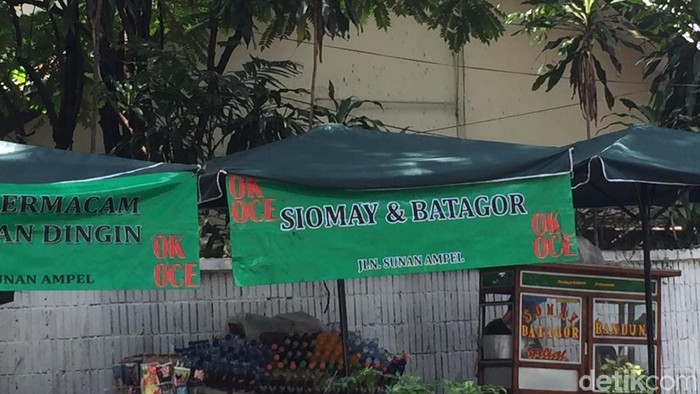 ERMACAM
AN DINGIN
UNAN AMPEL
OK
OCE
OK
OCE
SIOMAY & BATAGOR
JLN. SUNAN AMPEL
OK
OCE
SOMAY
BATAGOR
BANDUN
detikcom